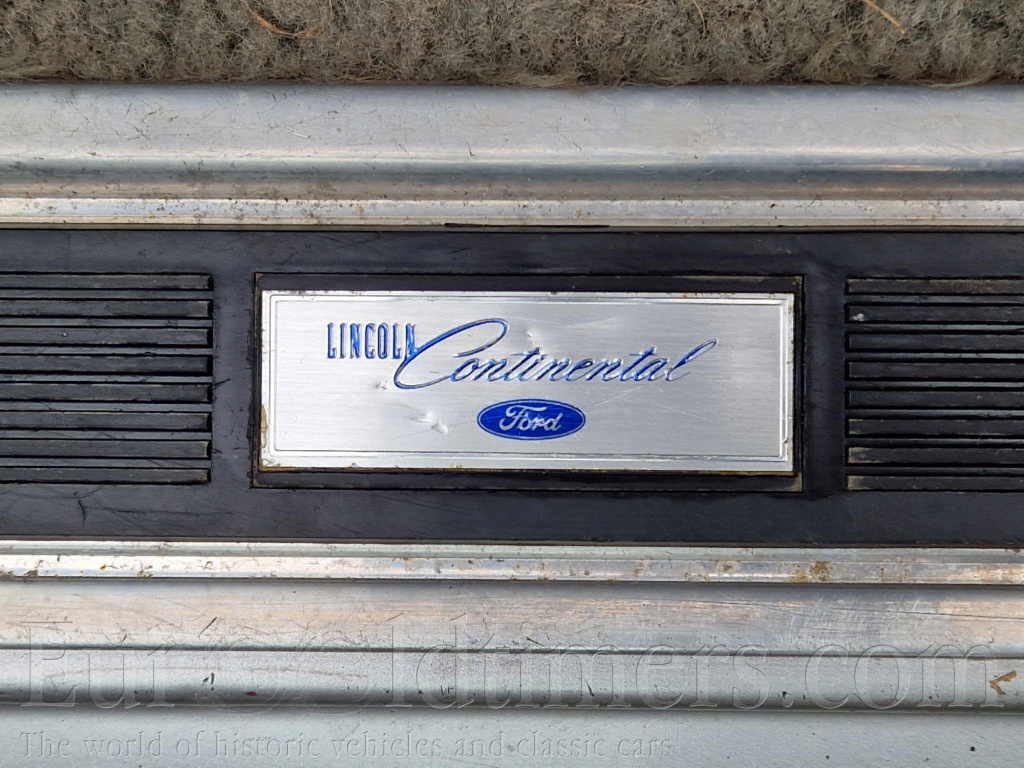 LINCOLN Continental
Ford
Euro Oldtimers.com
The world of historic vehicles and classic cars